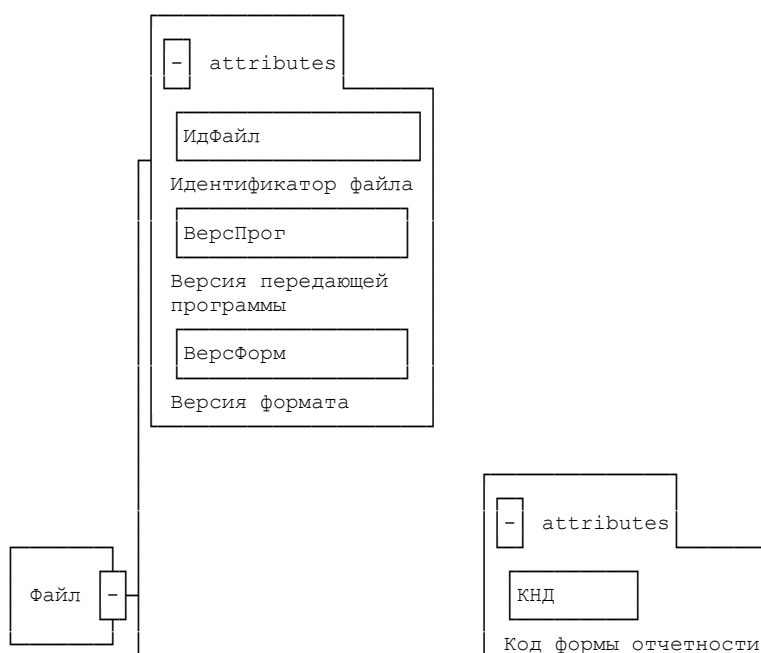 - attributes
ИдФайл
Идентификатор файла
ВерсПрог
Версия передающей
программы
ВерсФорм
Версия формата
- attributes
Файл -
КНД
Код формы отчетности